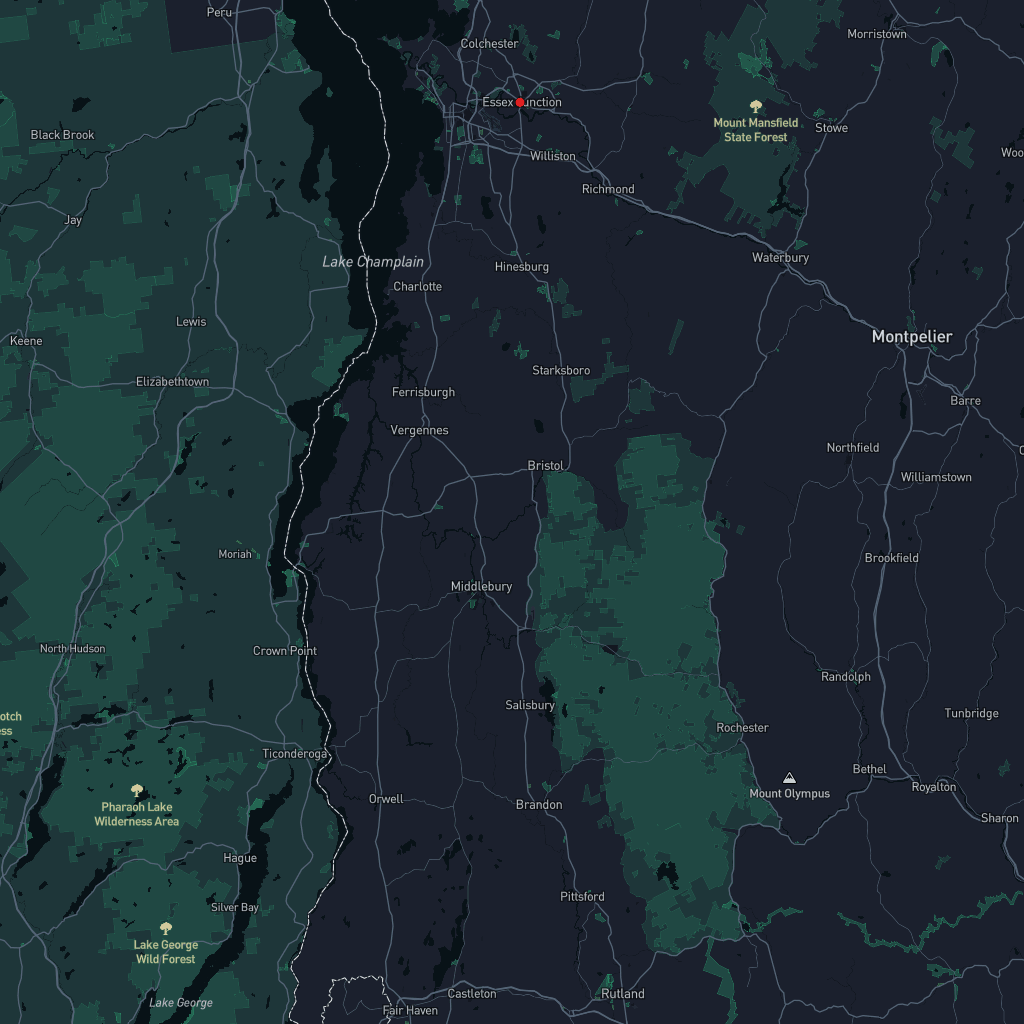 Peru
Colchester
Morristown
Essex Junction
Mount Mansfield
State Forest
Stowe
Black Brook
Williston
Woo
Richmond
Jay
Waterbury
Lake Champlain
Hinesburg
Charlotte
Lewis
Montpelier
Keene
Starksboro
Elizabethtown
Ferrisburgh
Barre
Vergennes
Northfield
Bristol
Williamstown
Moriah
Brookfield
Middlebury
North Hudson
Crown Point
Randolph
Salisbury
otch
ess
Tunbridge
Rochester
Ticonderoga
Bethel
Mount Olympus
Royalton
Pharaoh Lake
Wilderness Area
Orwell
Brandon
Sharon
Hague
Pittsford
Silver Bay
Lake George
Wild Forest
Lake George
Castleton
Rutland
Fair Haven